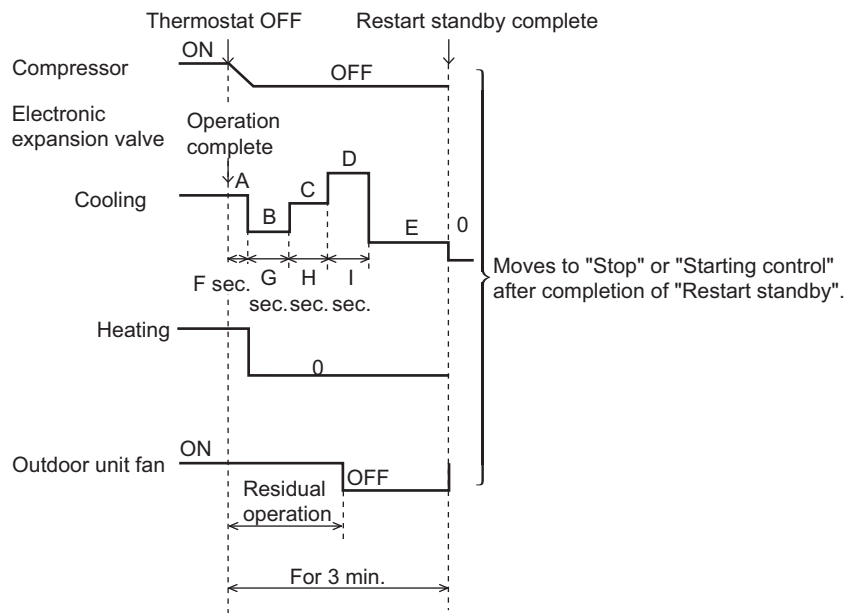 Thermostat OFF
Restart standby complete
ON
Compressor
OFF
Electronic
expansion valve
Operation
complete
D
A
C
Cooling
B
E
0
F sec.
G
H
I
sec.
sec.
sec.
Moves to "Stop" or "Starting control"
after completion of "Restart standby".
Heating
0
ON
Outdoor unit fan
OFF
Residual
operation
For 3 min.